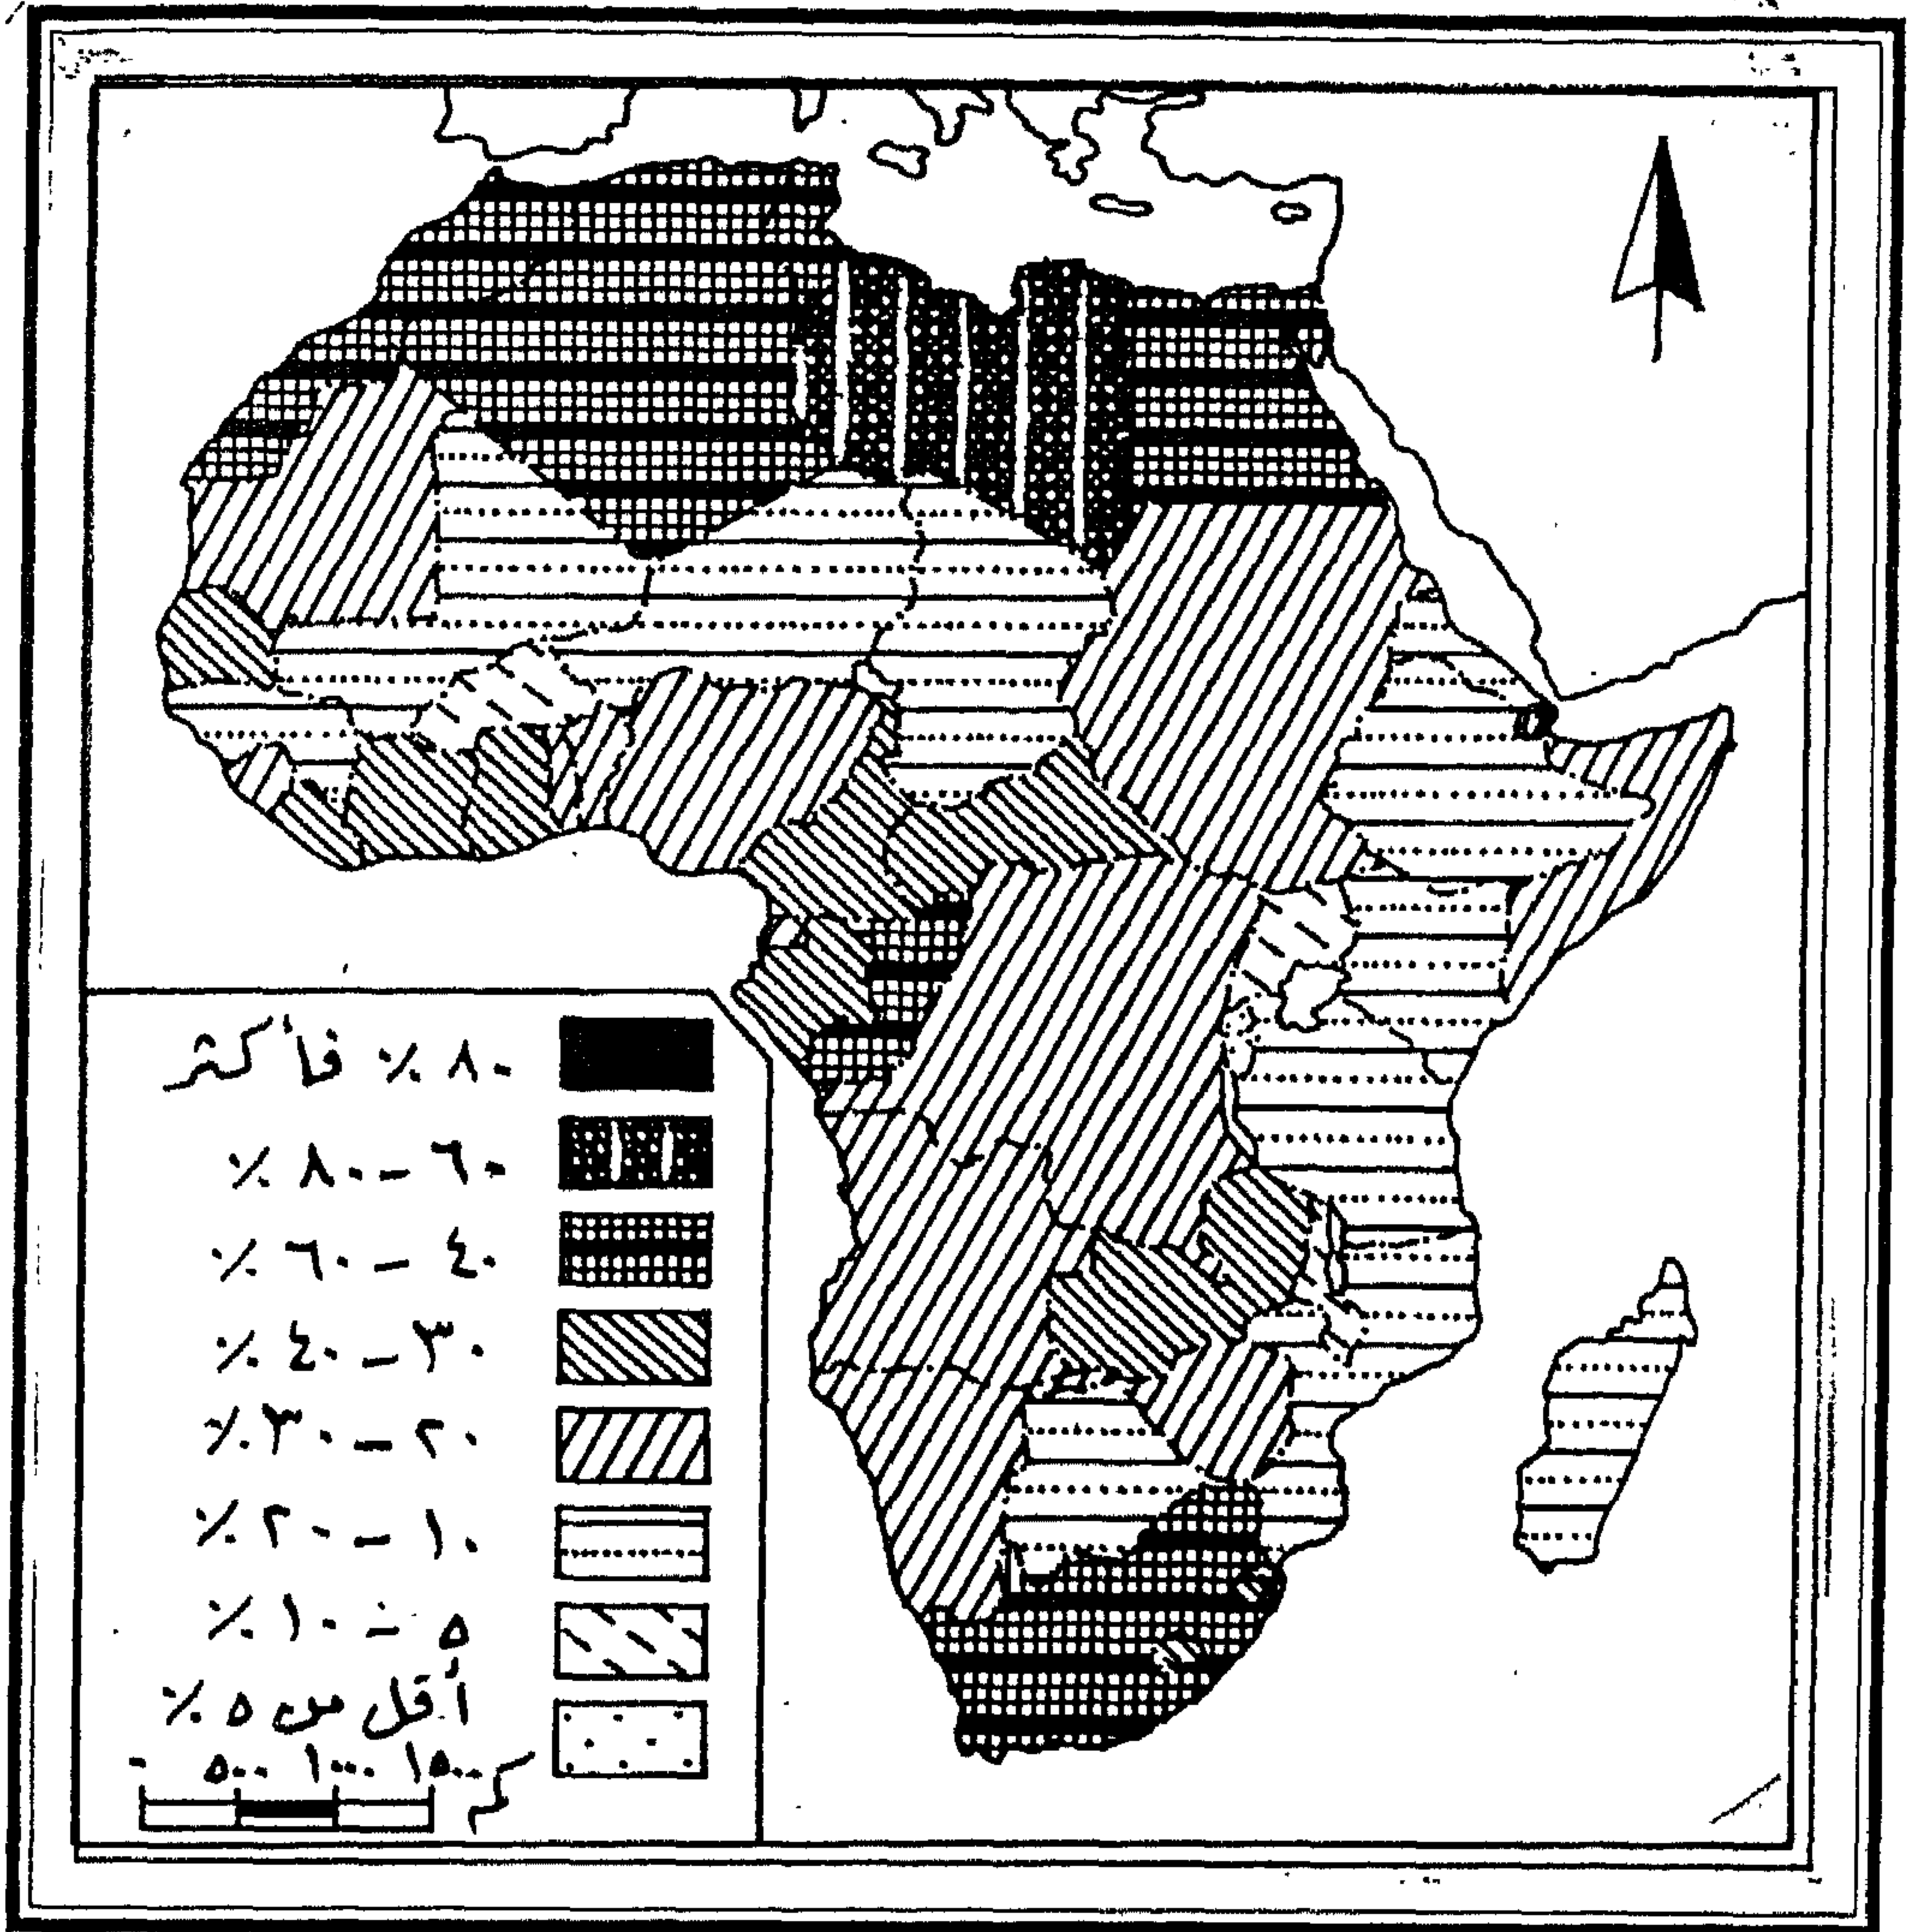 ٨٠ ٪ فأكثر
٦٠ – ٨٠ ٪
٤٠ – ٦٠ ٪
٣٠ – ٤٠ ٪
٢٠ – ٣٠ ٪
١٠ – ٢٠ ٪
٥ – ١٠ ٪
أقل من ٥ ٪
٠ ٥٠٠ ١٠٠٠ ١٥٠٠ كم